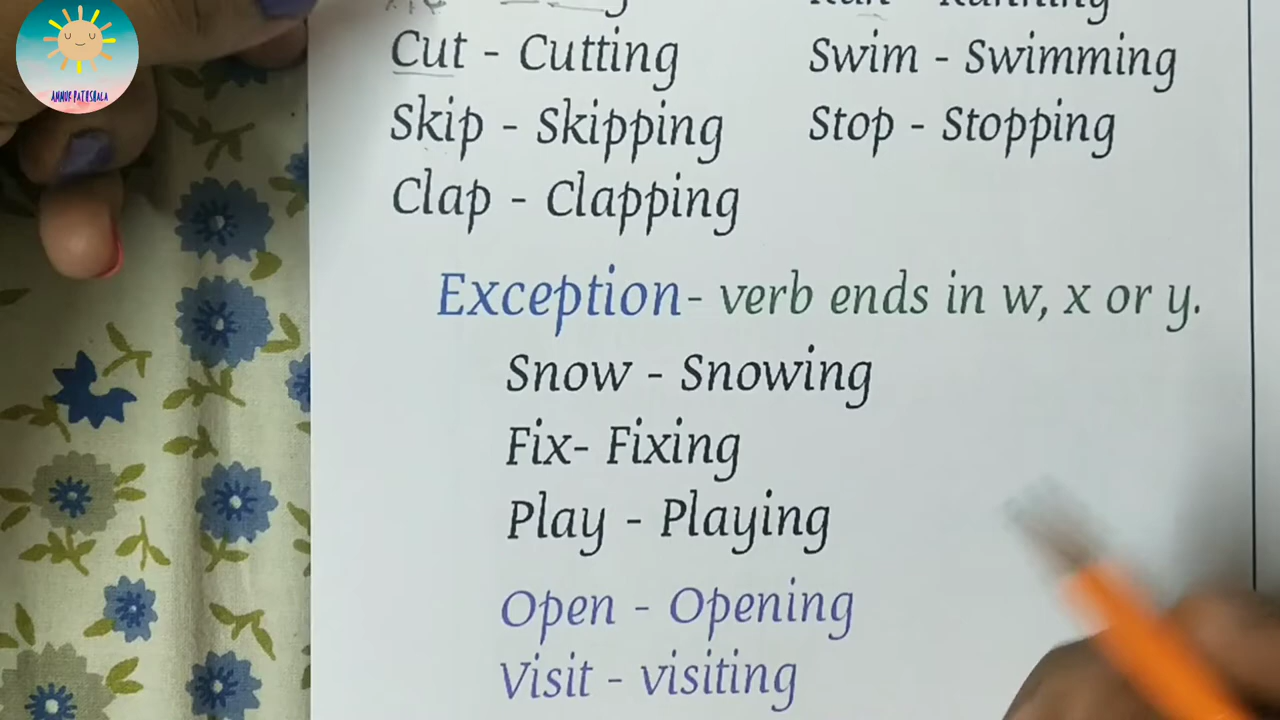 Cut - Cutting Swim - Swimming
Skip - Skipping Stop - Stopping
Clap - Clapping
Exception- verb ends in w, x or y.
Snow - Snowing
Fix- Fixing
Play - Playing
Open - Opening
Visit - visiting